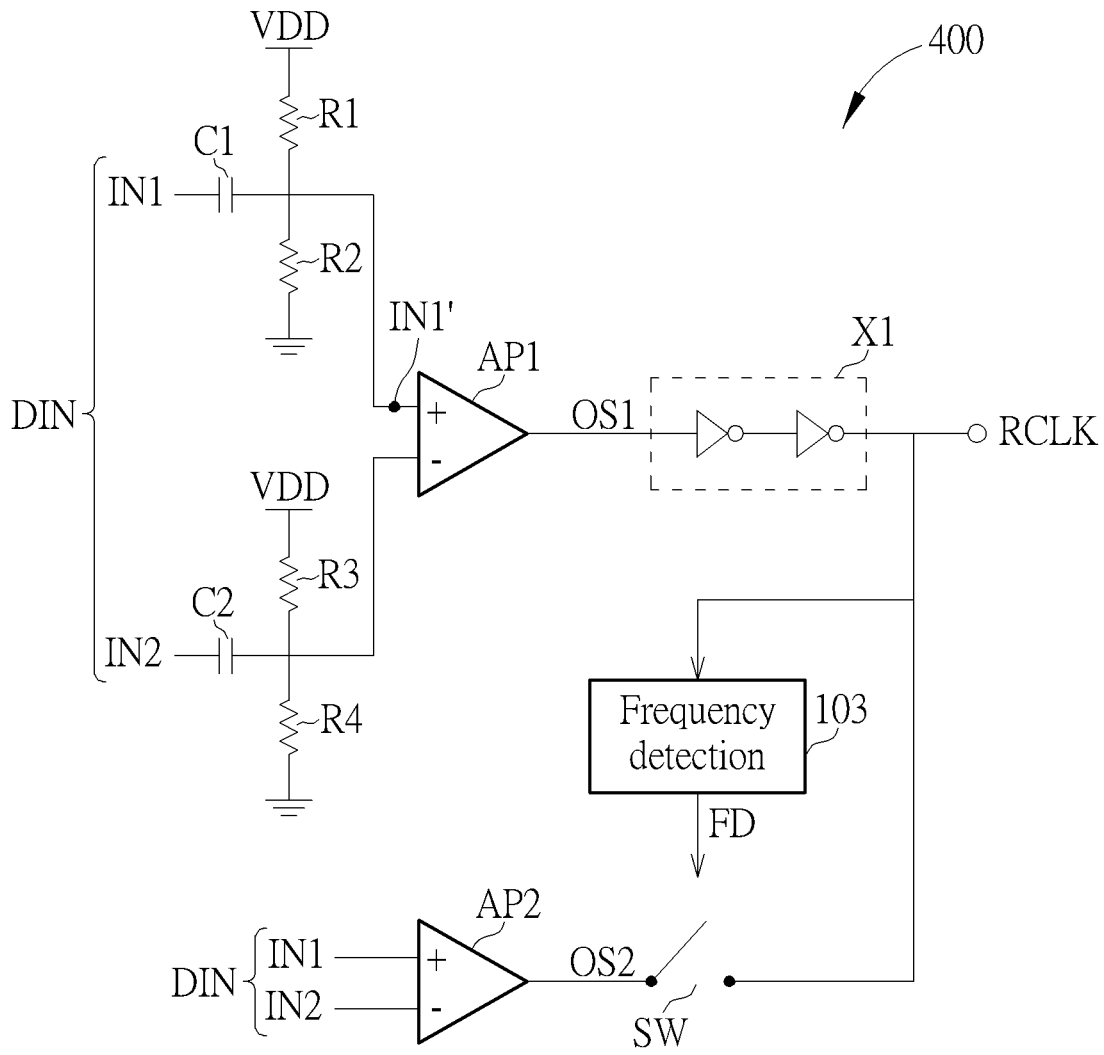 VDD
400
R1
C1
IN1
R2
IN1'
AP1
X1
DIN
+
-
OS1
RCLK
VDD
R3
C2
IN2
R4
Frequency
detection
103
FD
AP2
DIN
IN1
IN2
+
-
OS2
SW